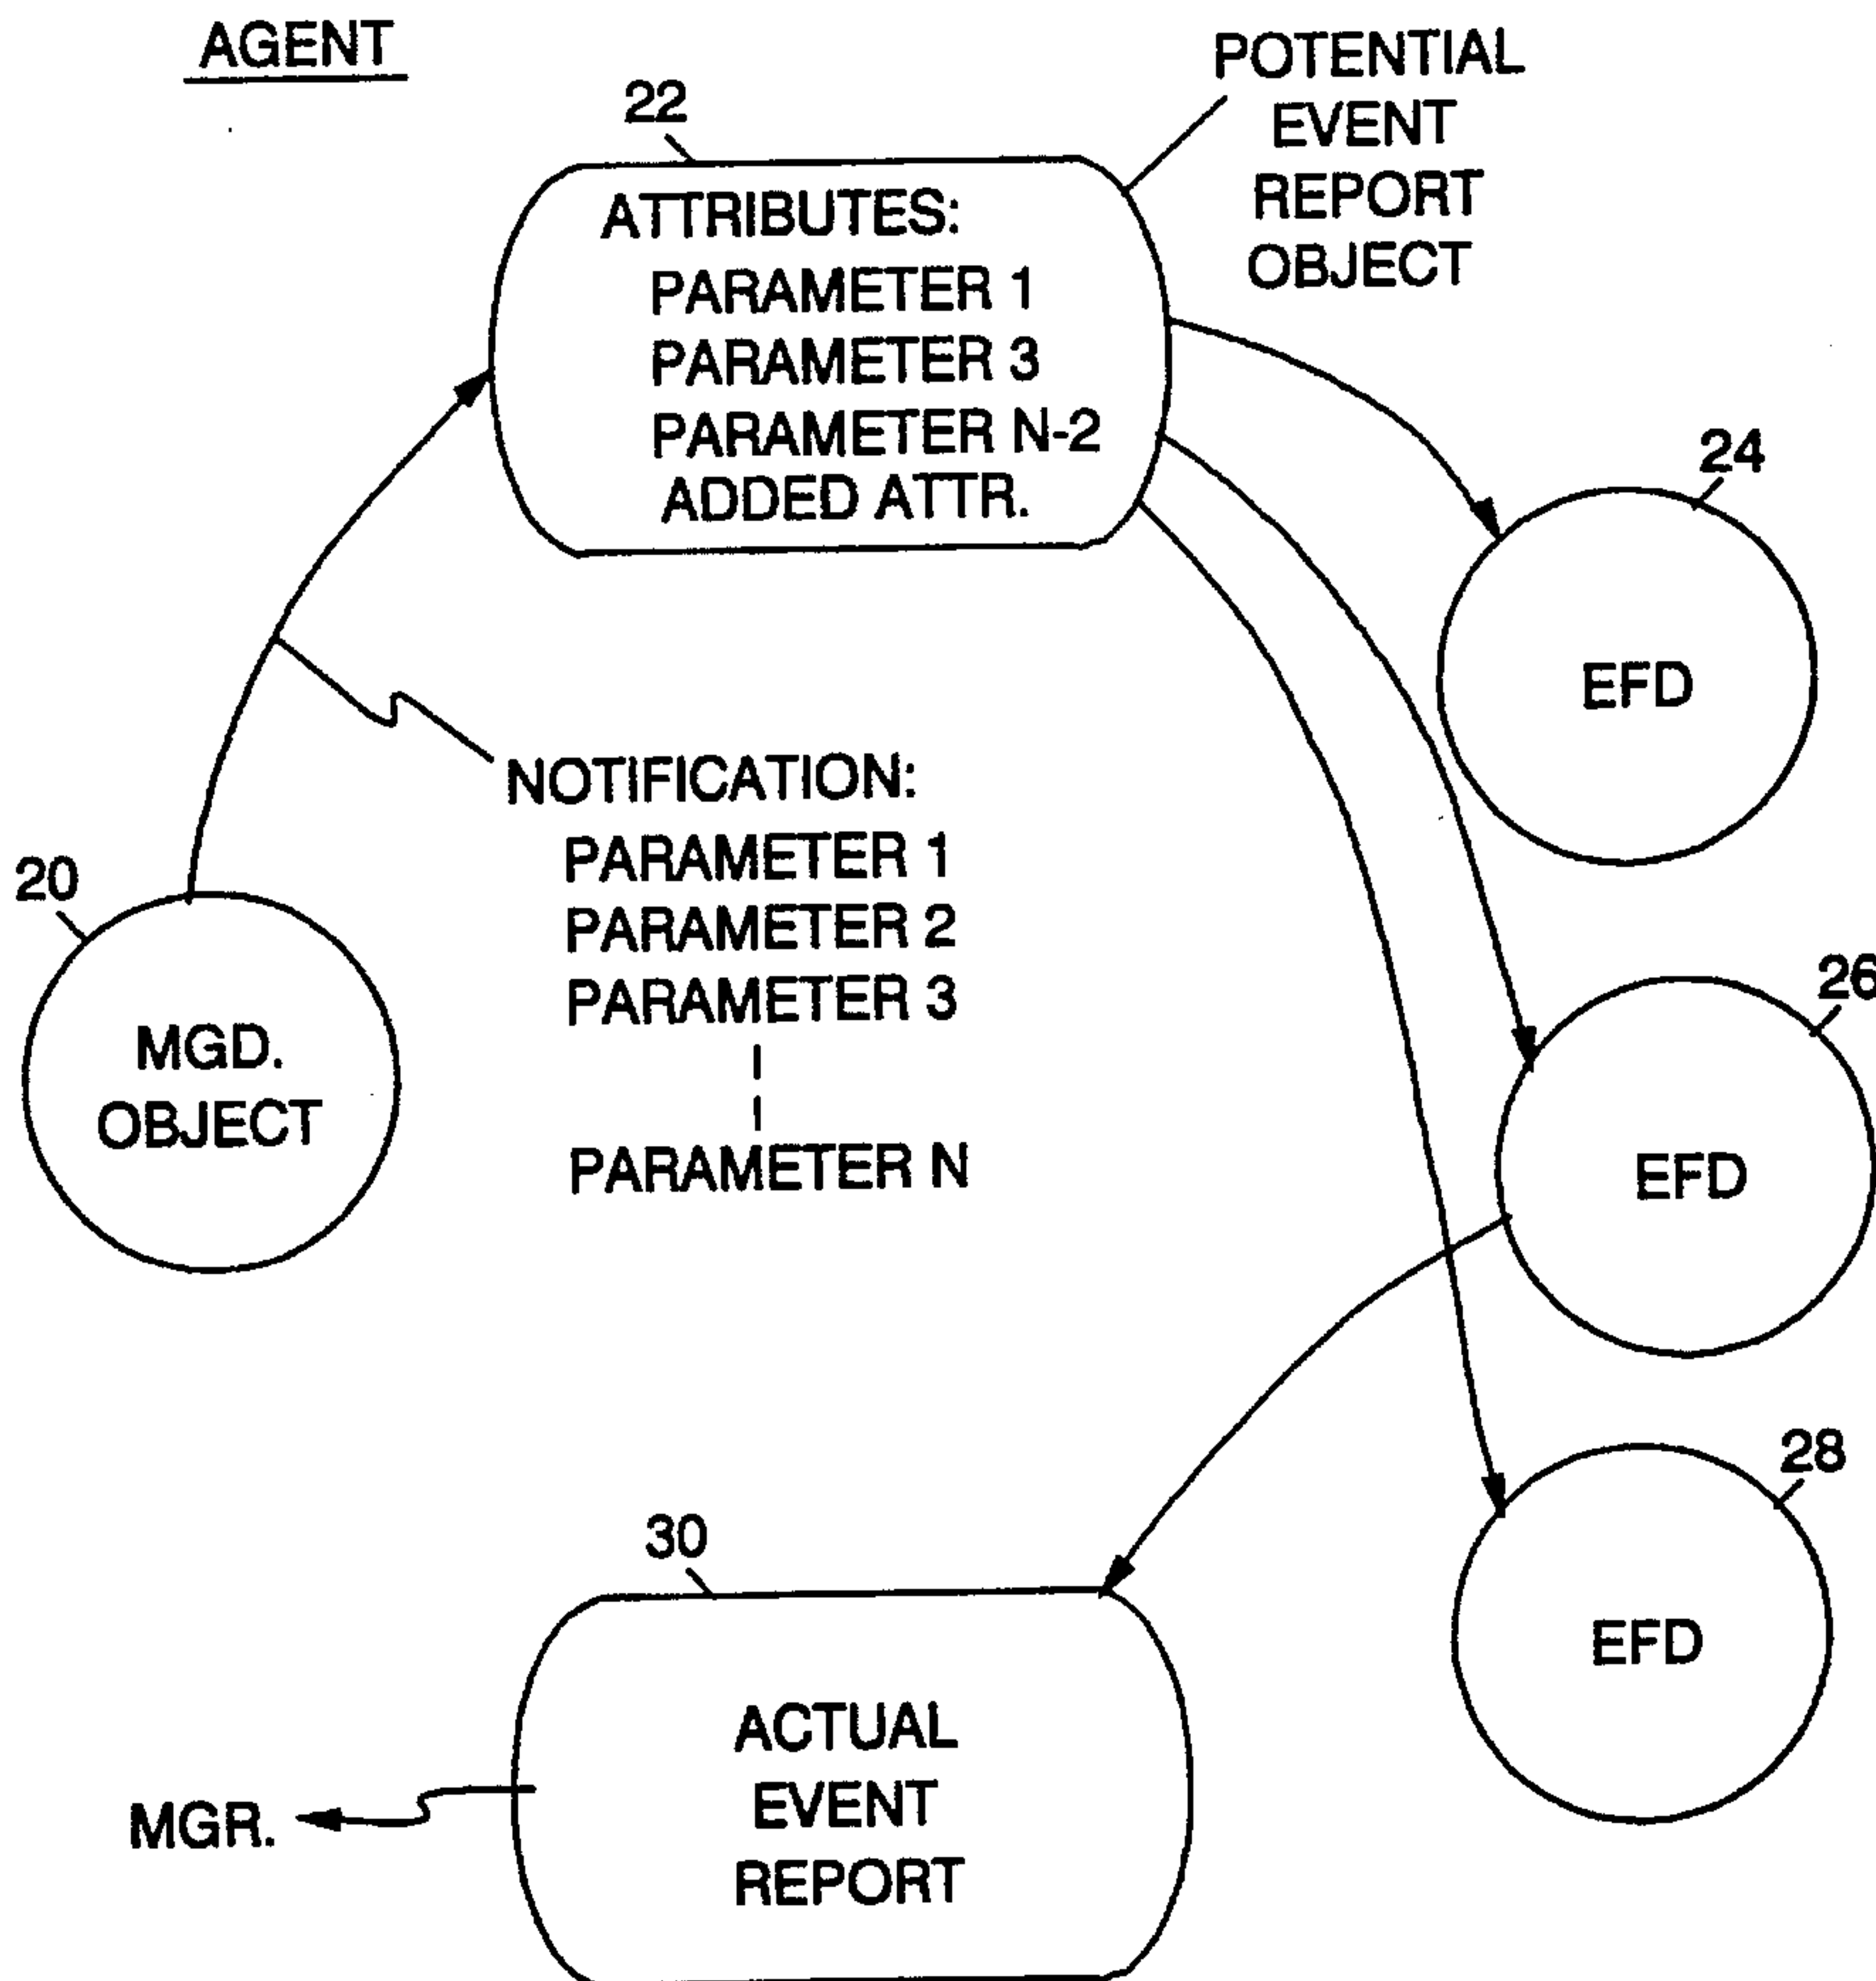 AGENT
22
POTENTIAL
EVENT
REPORT
OBJECT
ATTRIBUTES:
PARAMETER 1
PARAMETER 3
PARAMETER N-2
ADDED ATTR.
24
EFD
NOTIFICATION:
PARAMETER 1
PARAMETER 2
PARAMETER 3
PARAMETER N
20
MGD.
OBJECT
26
EFD
28
EFD
30
ACTUAL
EVENT
REPORT
MGR.